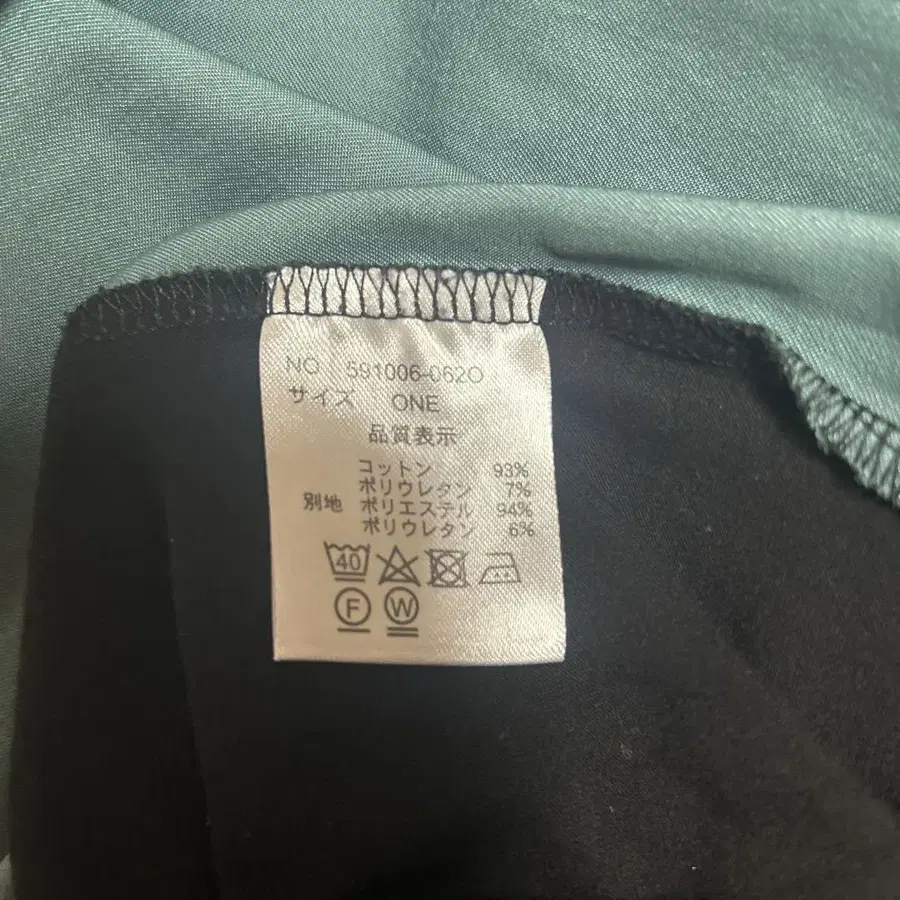 NO 591006-0620
サイズ ONE
品質表示
コットン 93%
ポリウレタン 7%
別地 ポリエステル 94%
ポリウレタン 6%
40
F W